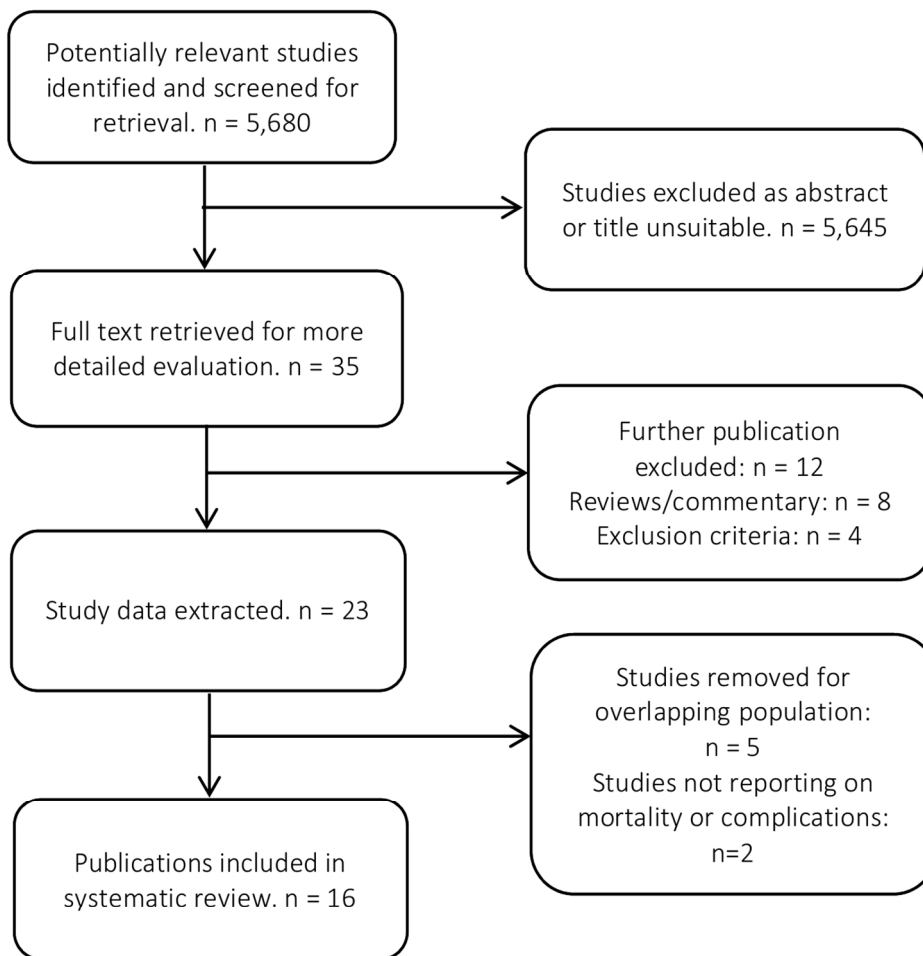 Potentially relevant studies
identified and screened for
retrieval. n = 5,680
Studies excluded as abstract
or title unsuitable. n = 5,645
Full text retrieved for more
detailed evaluation. n = 35
Further publication
excluded: n = 12
Reviews/commentary: n = 8
Exclusion criteria: n = 4
Study data extracted. n = 23
Studies removed for
overlapping population:
n = 5
Studies not reporting on
mortality or complications:
n=2
Publications included in
systematic review. n = 16